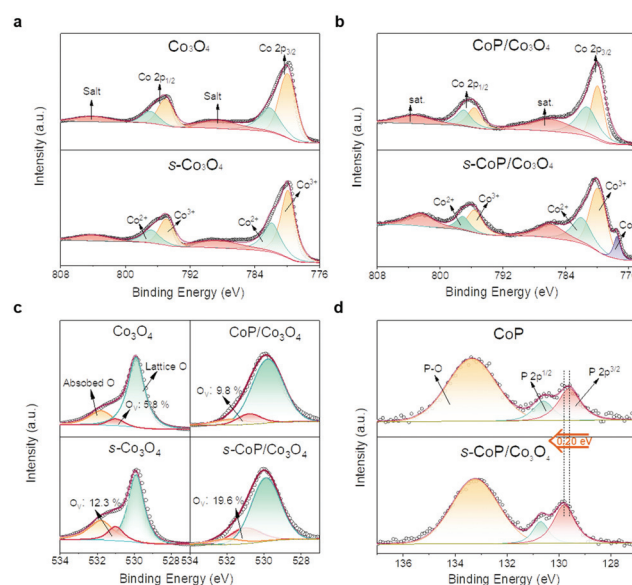 a
Co₃O₄
Salt
Co 2p₁/₂
Salt
Co 2p₃/₂
s-Co₃O₄
Co²⁺
Co³⁺
Co²⁺
Co³⁺
Intensity (a.u.)
808 800 792 784 776
Binding Energy (eV)
b
CoP/Co₃O₄
sat.
Co 2p₁/₂
sat.
Co 2p₃/₂
s-CoP/Co₃O₄
Co²⁺
Co³⁺
Co²⁺
Co³⁺
Co
Intensity (a.u.)
808 800 792 784 776
Binding Energy (eV)
c
Co₃O₄
Absobed O
Lattice O
Oᵥ: 5.8 %
CoP/Co₃O₄
Oᵥ: 9.8 %
s-Co₃O₄
Oᵥ: 12.3 %
s-CoP/Co₃O₄
Oᵥ: 19.6 %
Intensity (a.u.)
534 532 530 528 534 532 530 528
Binding Energy (eV)
d
CoP
P-O
P 2p¹/²
P 2p³/²
s-CoP/Co₃O₄
0.20 eV
Intensity (a.u.)
136 134 132 130 128
Binding Energy (eV)